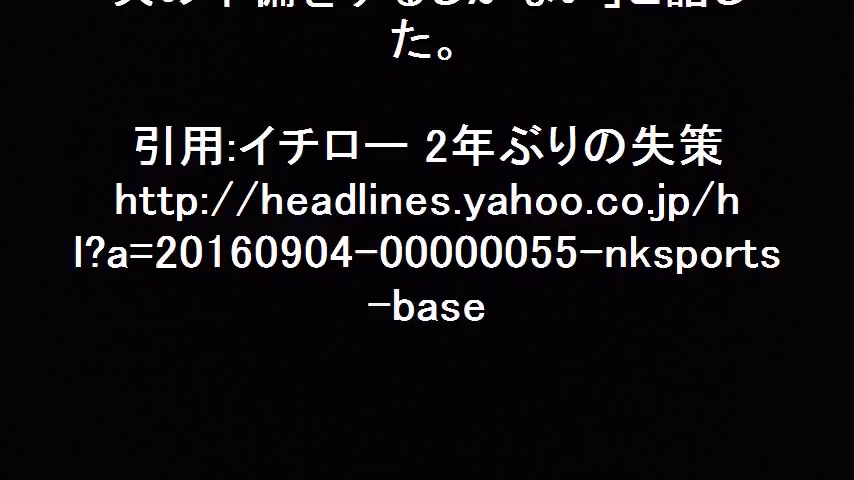 た。
引用:イチロー 2年ぶりの失策
http://headlines.yahoo.co.jp/h
l?a=20160904-00000055-nksports
-base